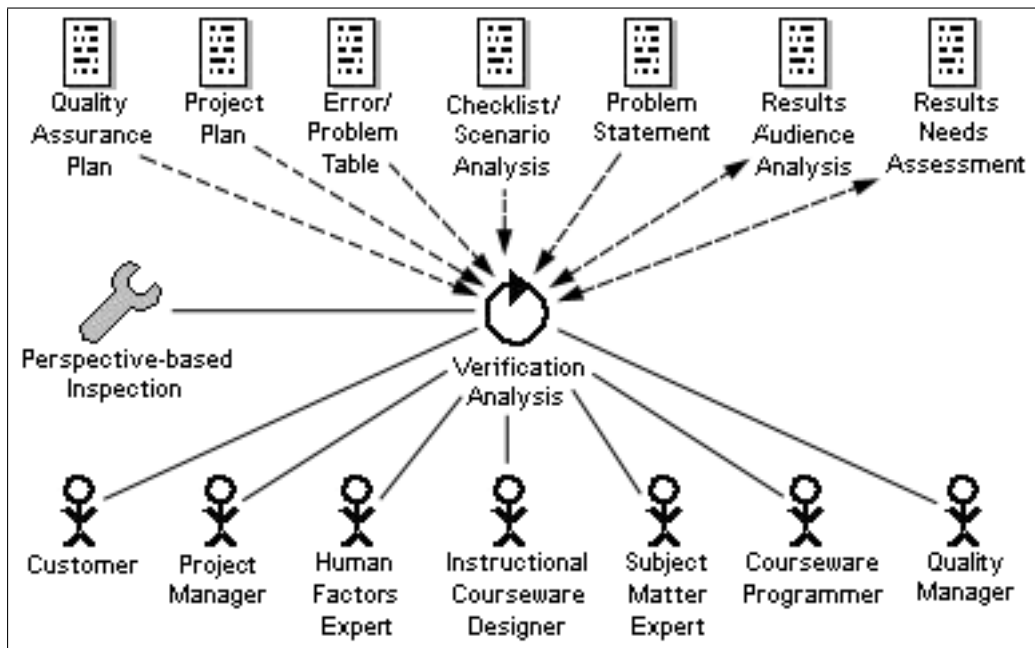 Quality
Assurance
Plan
Project
Plan
Error/
Problem
Table
Checklist/
Scenario
Analysis
Problem
Statement
Results
Audience
Analysis
Results
Needs
Assessment
Perspective-based
Inspection
Verification
Analysis
Customer
Project
Manager
Human
Factors
Expert
Instructional
Courseware
Designer
Subject
Matter
Expert
Courseware
Programmer
Quality
Manager